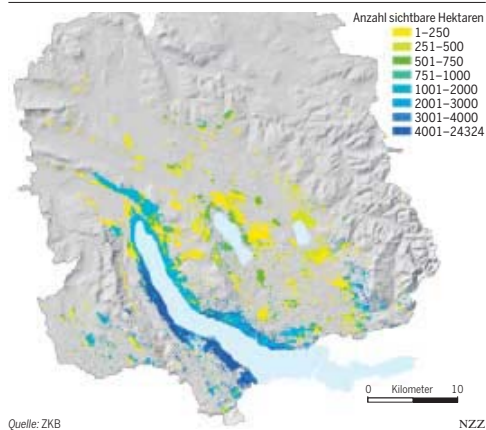 Anzahl sichtbare Hektaren
1–250
251–500
501–750
751–1000
1001–2000
2001–3000
3001–4000
4001–24324
0 Kilometer 10
Quelle: ZKB
NZZ